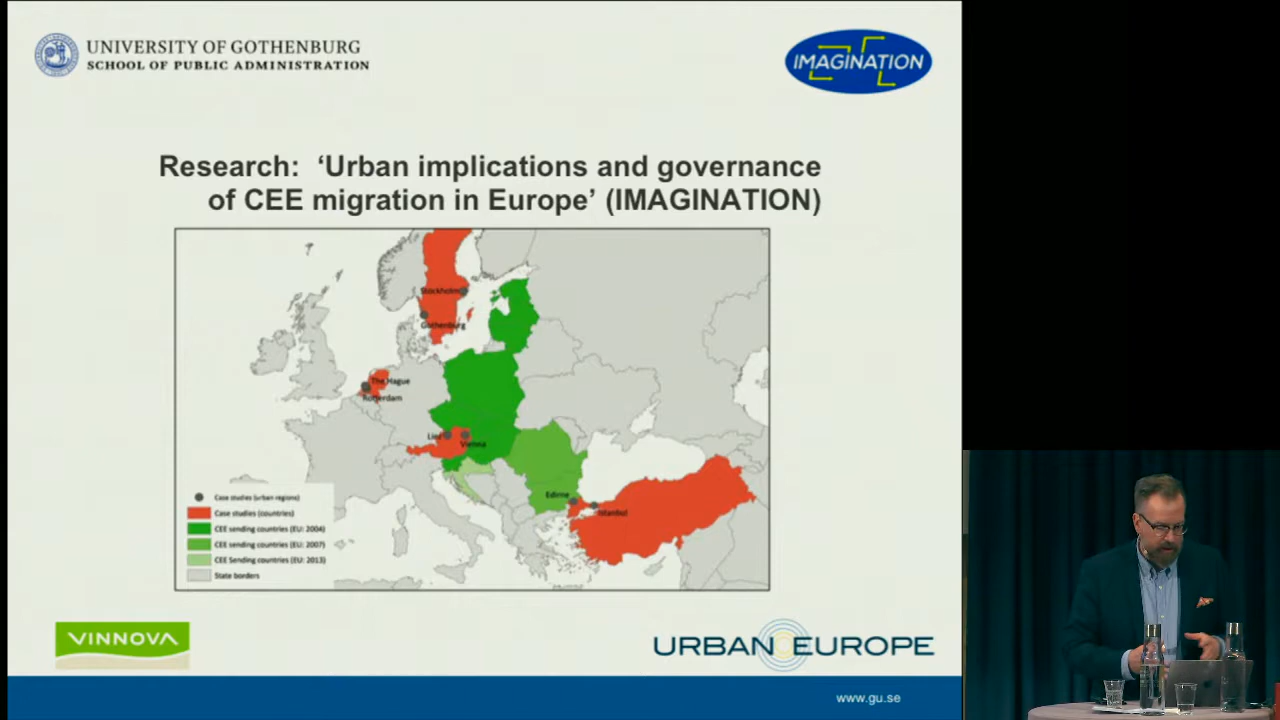 UNIVERSITY OF GOTHENBURG
SCHOOL OF PUBLIC ADMINISTRATION
IMAGINATION
Research: ‘Urban implications and governance
of CEE migration in Europe’ (IMAGINATION)
Stockholm
Gothenburg
The Hague
Rotterdam
Linz
Vienna
Edirne
Istanbul
Case studies (urban regions)
Case studies (countries)
CEE sending countries (EU: 2004)
CEE sending countries (EU: 2007)
CEE Sending countries (EU: 2013)
State borders
VINNOVA
URBAN EUROPE
www.gu.se